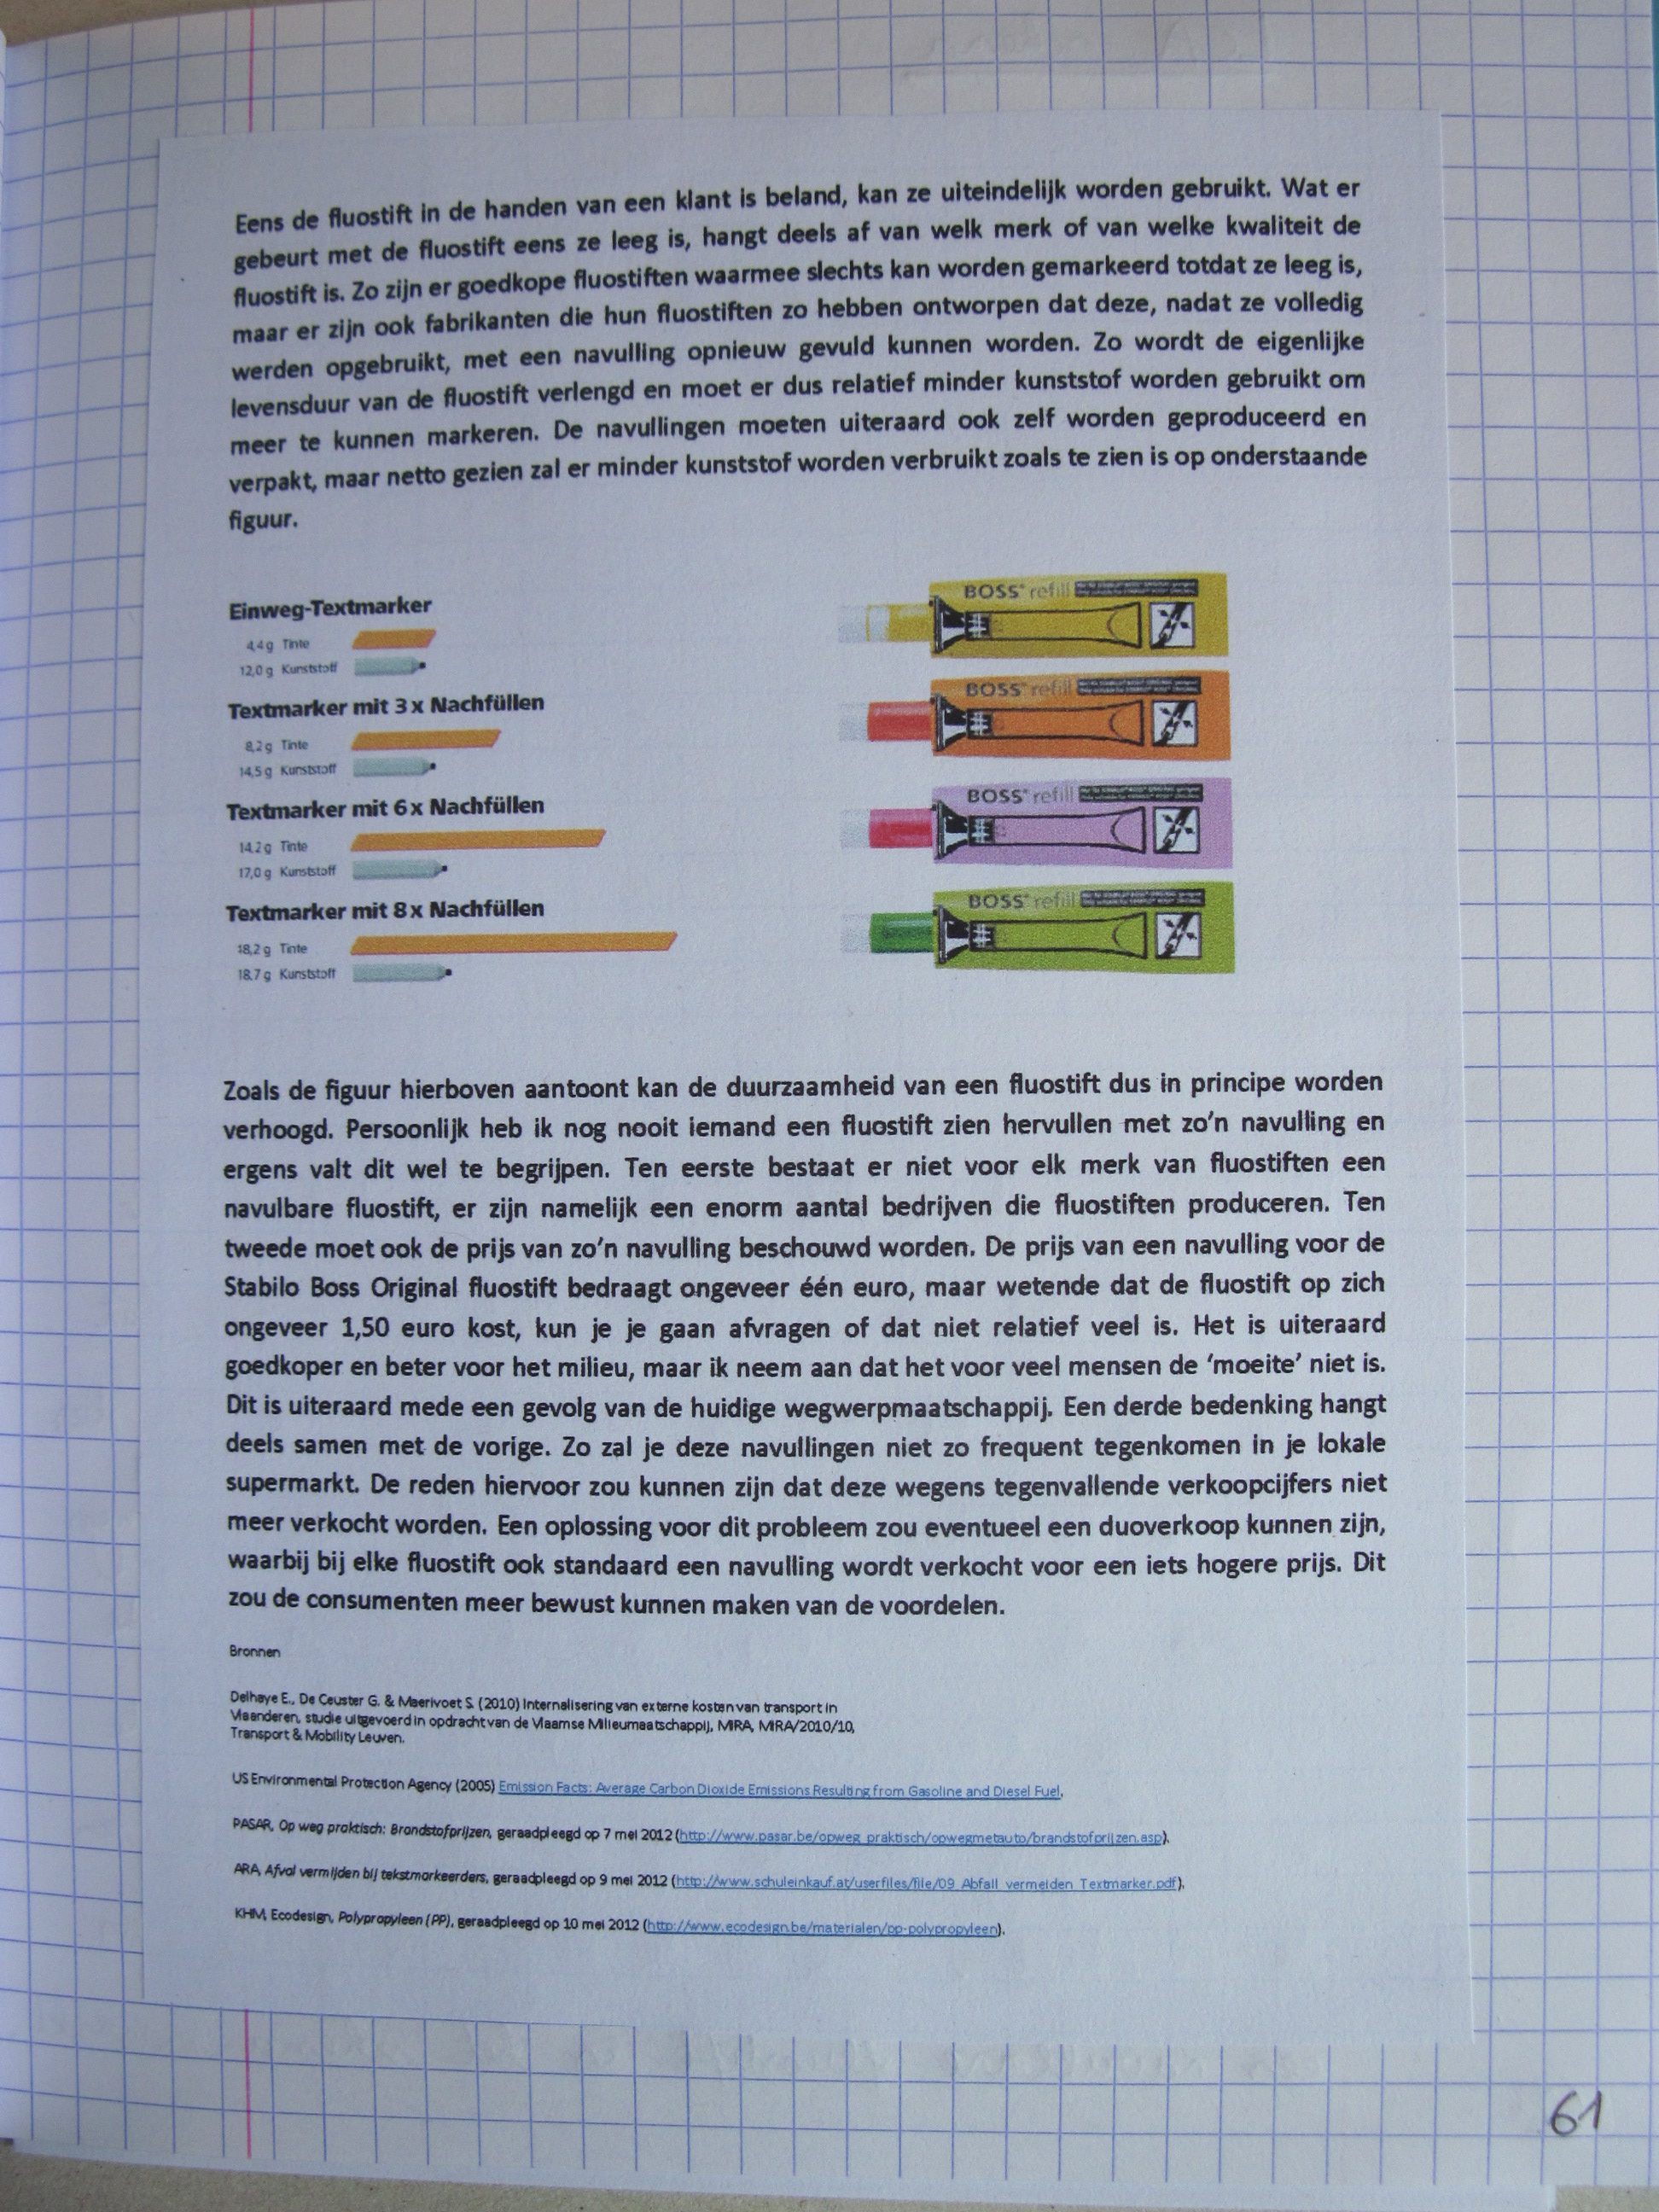 Eens de fluostift in de handen van een klant is beland, kan ze uiteindelijk worden gebruikt. Wat er
gebeurt met de fluostift eens ze leeg is, hangt deels af van welk merk of van welke kwaliteit de
fluostift is. Zo zijn er goedkope fluostiften waarmee slechts kan worden gemarkeerd totdat ze leeg is,
maar er zijn ook fabrikanten die hun fluostiften zo hebben ontworpen dat deze, nadat ze volledig
werden opgebruikt, met een navulling opnieuw gevuld kunnen worden. Zo wordt de eigenlijke
levensduur van de fluostift verlengd en moet er dus relatief minder kunststof worden gebruikt om
meer te kunnen markeren. De navullingen moeten uiteraard ook zelf worden geproduceerd en
verpakt, maar netto gezien zal er minder kunststof worden verbruikt zoals te zien is op onderstaande
figuur.
Einweg-Textmarker
4,4 g Tinte
12,0 g Kunststoff
Textmarker mit 3 x Nachfüllen
8,2 g Tinte
14,5 g Kunststoff
Textmarker mit 6 x Nachfüllen
14,2 g Tinte
17,0 g Kunststoff
Textmarker mit 8 x Nachfüllen
18,2 g Tinte
18,7 g Kunststoff
BOSS® refill
BOSS® refill
BOSS® refill
BOSS® refill
Zoals de figuur hierboven aantoont kan de duurzaamheid van een fluostift dus in principe worden
verhoogd. Persoonlijk heb ik nog nooit iemand een fluostift zien hervullen met zo'n navulling en
ergens valt dit wel te begrijpen. Ten eerste bestaat er niet voor elk merk van fluostiften een
navulbare fluostift, er zijn namelijk een enorm aantal bedrijven die fluostiften produceren. Ten
tweede moet ook de prijs van zo'n navulling beschouwd worden. De prijs van een navulling voor de
Stabilo Boss Original fluostift bedraagt ongeveer één euro, maar wetende dat de fluostift op zich
ongeveer 1,50 euro kost, kun je je gaan afvragen of dat niet relatief veel is. Het is uiteraard
goedkoper en beter voor het milieu, maar ik neem aan dat het voor veel mensen de 'moeite' niet is.
Dit is uiteraard mede een gevolg van de huidige wegwerpmaatschappij. Een derde bedenking hangt
deels samen met de vorige. Zo zal je deze navullingen niet zo frequent tegenkomen in je lokale
supermarkt. De reden hiervoor zou kunnen zijn dat deze wegens tegenvallende verkoopcijfers niet
meer verkocht worden. Een oplossing voor dit probleem zou eventueel een duoverkoop kunnen zijn,
waarbij bij elke fluostift ook standaard een navulling wordt verkocht voor een iets hogere prijs. Dit
zou de consumenten meer bewust kunnen maken van de voordelen.
Bronnen
Delhaye E., De Ceuster G. & Maerivoet S. (2010) Internalisering van externe kosten van transport in
Vlaanderen, studie uitgevoerd in opdracht van de Vlaamse Milieumaatschappij, MIRA, MIRA/2010/10,
Transport & Mobility Leuven.
US Environmental Protection Agency (2005) Emission Facts: Average Carbon Dioxide Emissions Resulting from Gasoline and Diesel Fuel.
PASAR, Op weg praktisch: Brandstofprijzen, geraadpleegd op 7 mei 2012 (http://www.pasar.be/opweg_praktisch/opwegmetauto/brandstofprijzen.asp).
ARA, Afval vermijden bij tekstmarkeerders, geraadpleegd op 9 mei 2012 (http://www.schuleinkauf.at/userfiles/file/09_Abfall_vermeiden_Textmarker.pdf).
KHM, Ecodesign, Polypropyleen (PP), geraadpleegd op 10 mei 2012 (http://www.ecodesign.be/materialen/pp-polypropyleen).
61